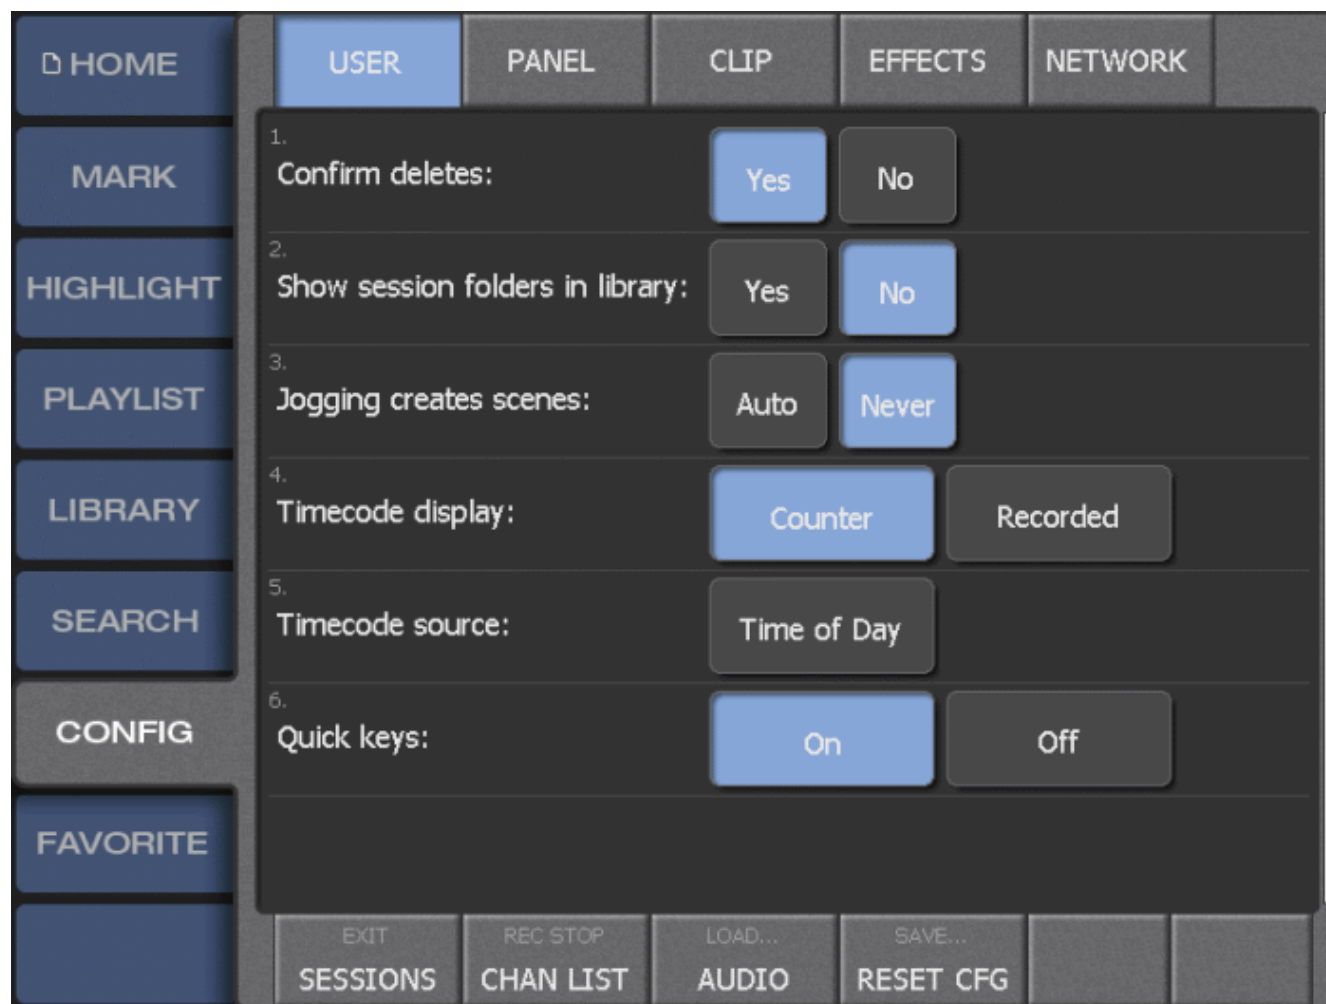 HOME
USER
PANEL
CLIP
EFFECTS
NETWORK
MARK
HIGHLIGHT
PLAYLIST
LIBRARY
SEARCH
CONFIG
FAVORITE
1.
Confirm deletes:
Yes
No
2.
Show session folders in library:
Yes
No
3.
Jogging creates scenes:
Auto
Never
4.
Timecode display:
Counter
Recorded
5.
Timecode source:
Time of Day
6.
Quick keys:
On
Off
EXIT
SESSIONS
REC STOP
CHAN LIST
LOAD...
AUDIO
SAVE...
RESET CFG